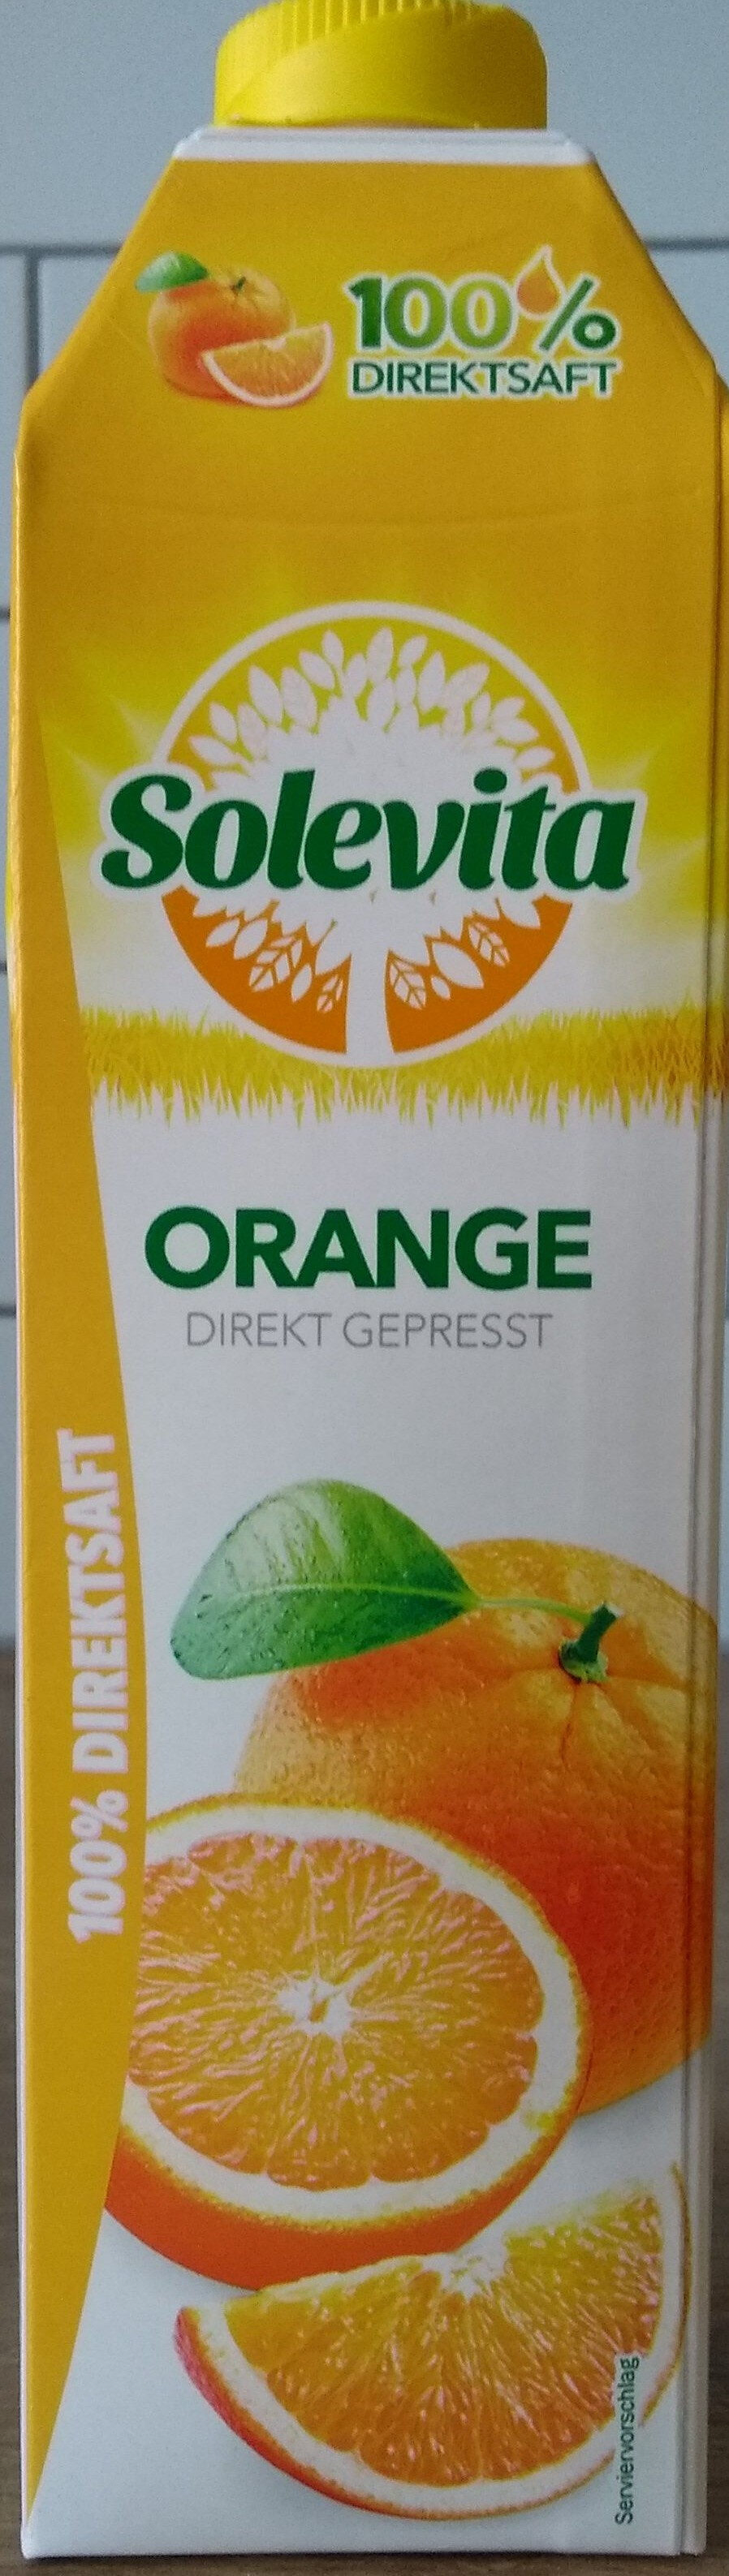 100%
DIREKTSAFT
Solevita
ORANGE
DIREKT GEPRESST
100% DIREKTSAFT
Serviervorschlag